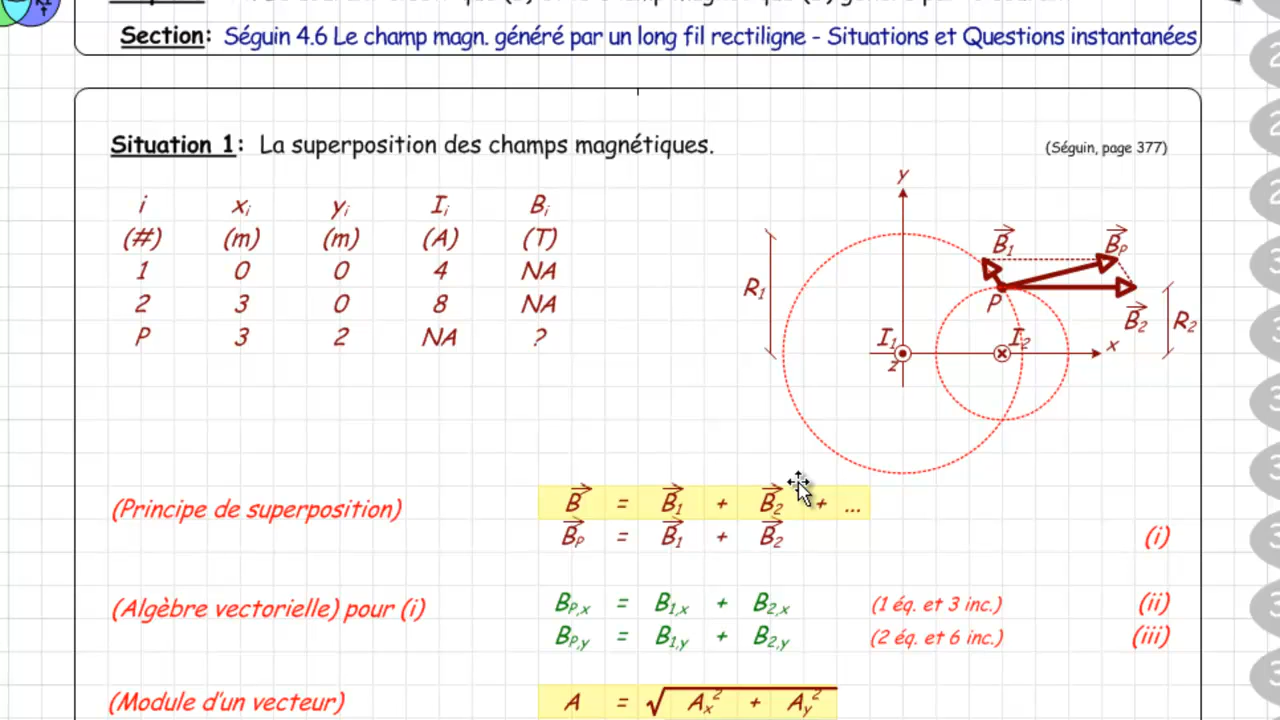 Section: Séguin 4.6 Le champ magn. généré par un long fil rectiligne - Situations et Questions instantanées
Situation 1: La superposition des champs magnétiques. (Séguin, page 377)
i xi yi Ii Bi
(#) (m) (m) (A) (T)
1 0 0 4 NA
2 3 0 8 NA
P 3 2 NA ?
y
B1 BP
R1 P B2 R2
I1 I2 x
z
(Principe de superposition) B = B1 + B2 + ...
BP = B1 + B2 (i)
(Algèbre vectorielle) pour (i) BP,x = B1,x + B2,x (1 éq. et 3 inc.) (ii)
BP,y = B1,y + B2,y (2 éq. et 6 inc.) (iii)
(Module d'un vecteur) A = √ Ax² + Ay²